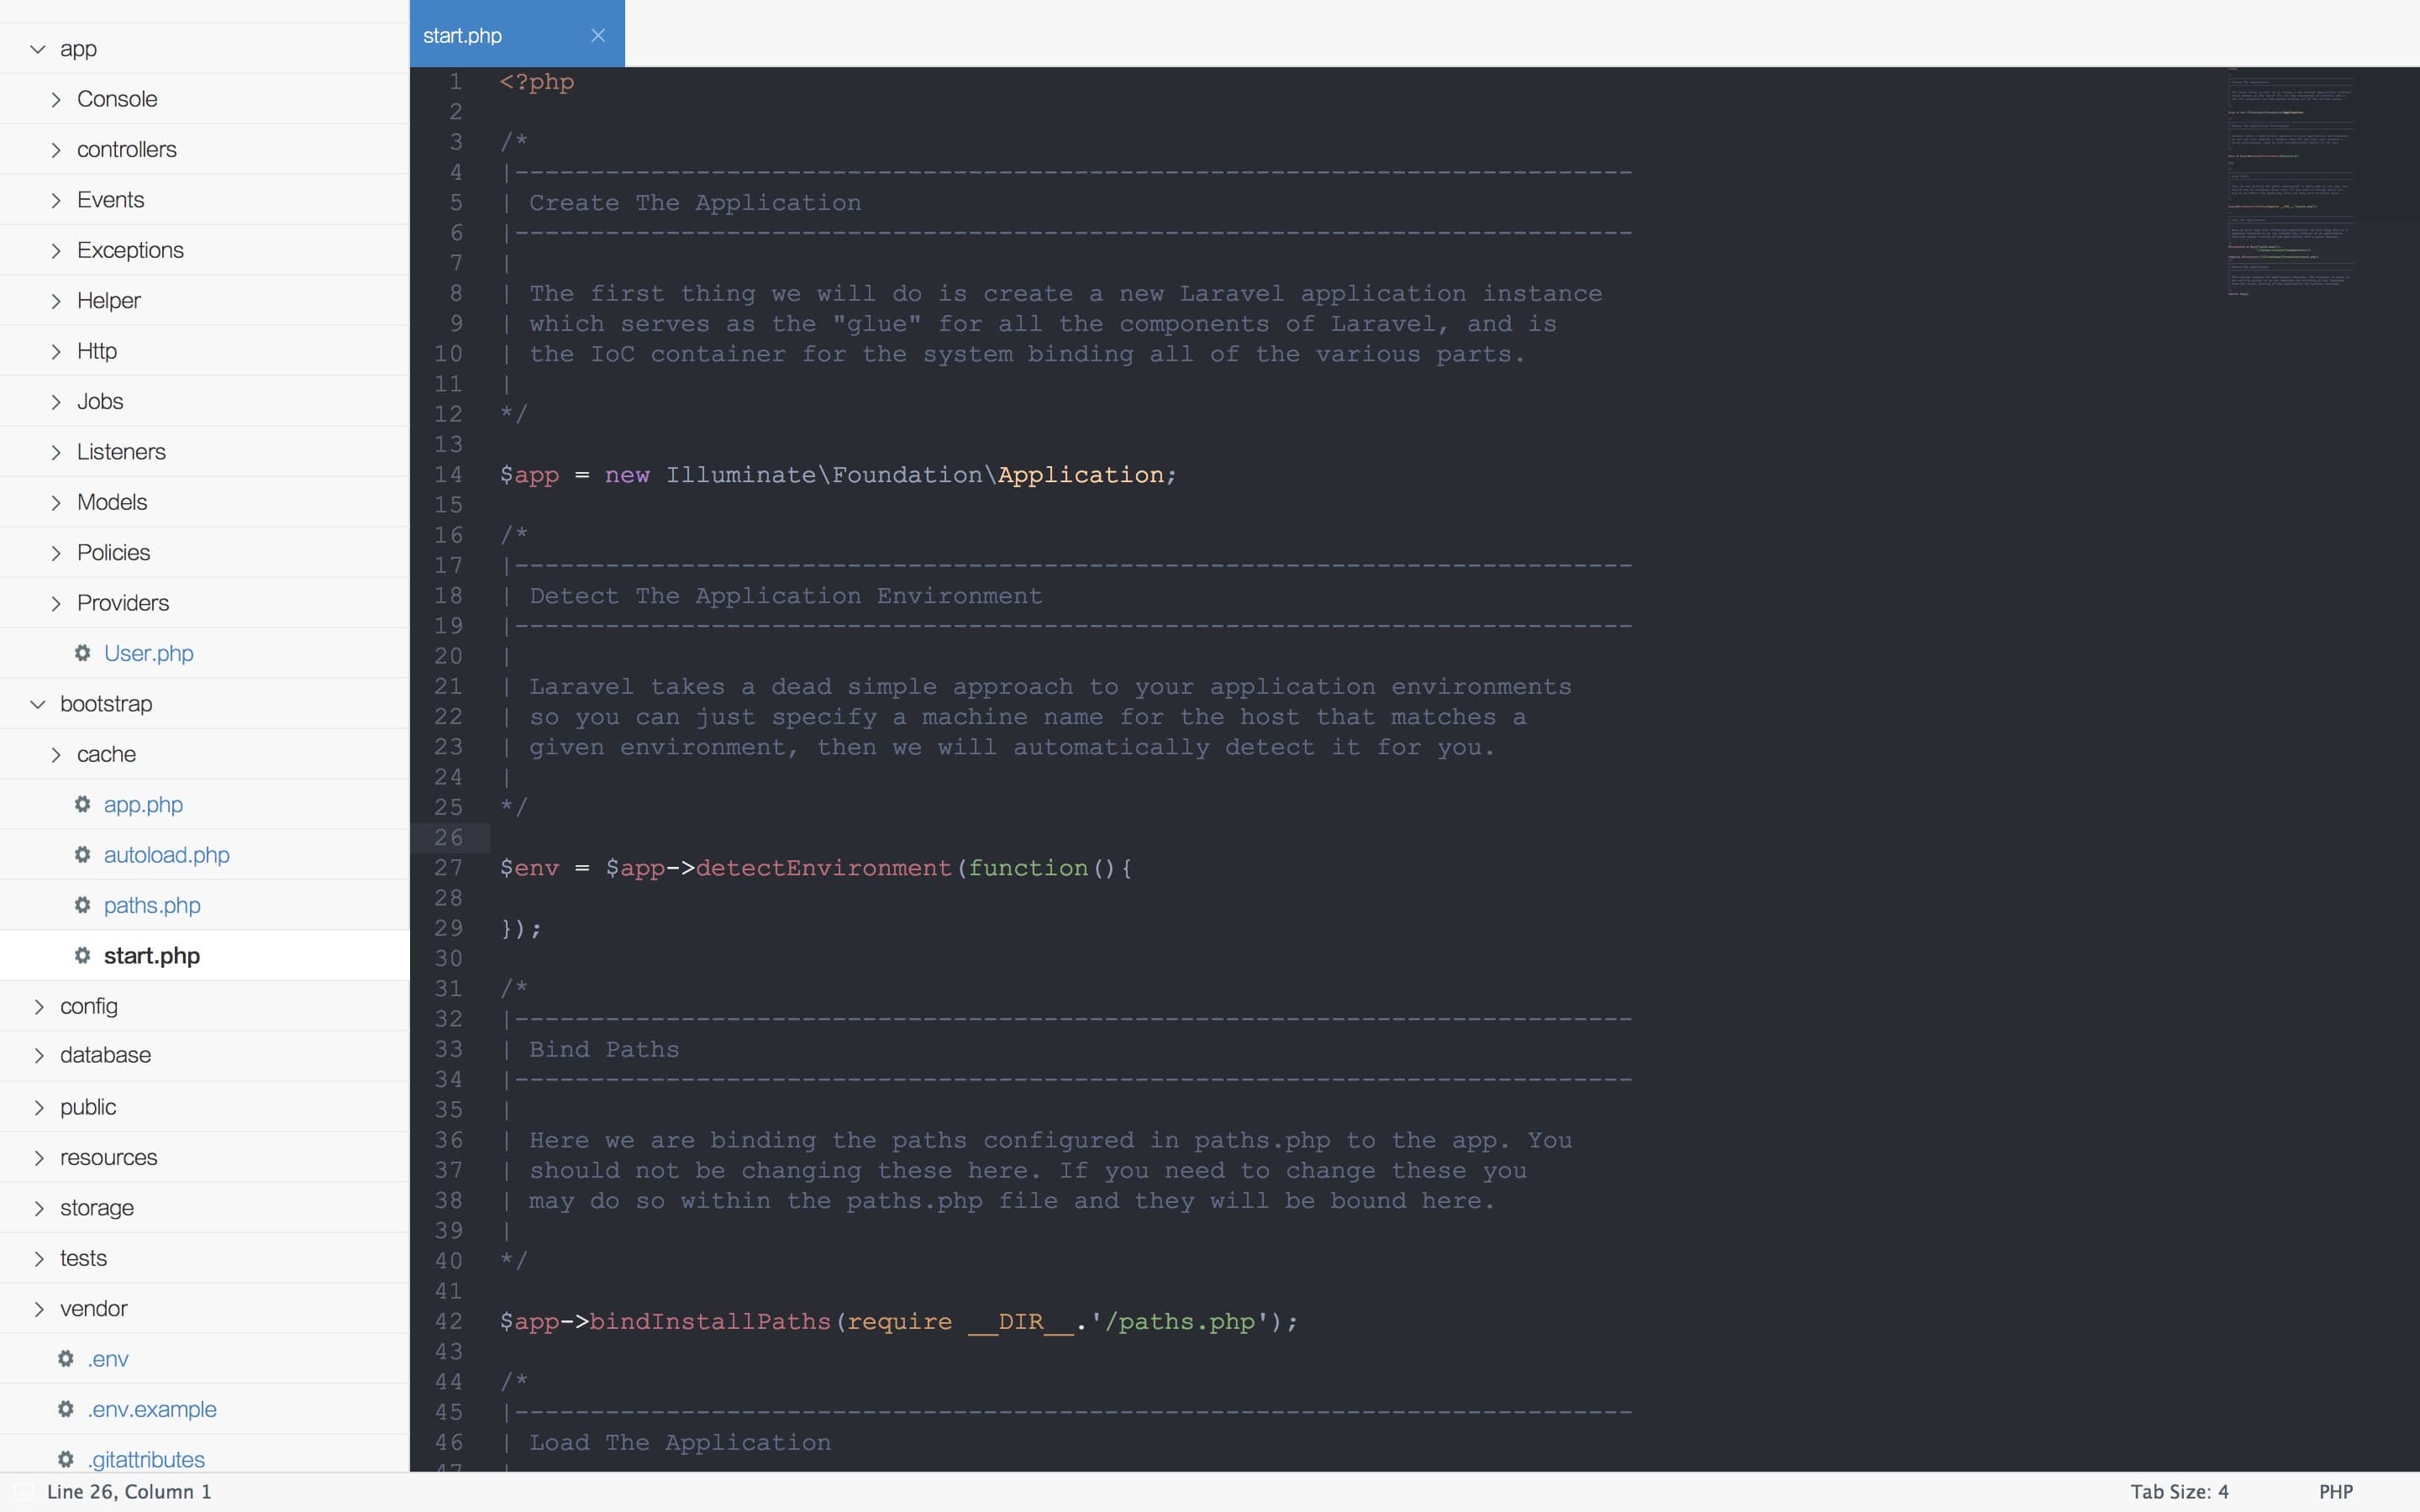 app
Console
controllers
Events
Exceptions
Helper
Http
Jobs
Listeners
Models
Policies
Providers
User.php
bootstrap
cache
app.php
autoload.php
paths.php
start.php
config
database
public
resources
storage
tests
vendor
.env
.env.example
.gitattributes
start.php
1 <?php
2
3 /*
4 |--------------------------------------------------------------------------
5 | Create The Application
6 |--------------------------------------------------------------------------
7 |
8 | The first thing we will do is create a new Laravel application instance
9 | which serves as the "glue" for all the components of Laravel, and is
10 | the IoC container for the system binding all of the various parts.
11 |
12 */
13
14 $app = new Illuminate\Foundation\Application;
15
16 /*
17 |--------------------------------------------------------------------------
18 | Detect The Application Environment
19 |--------------------------------------------------------------------------
20 |
21 | Laravel takes a dead simple approach to your application environments
22 | so you can just specify a machine name for the host that matches a
23 | given environment, then we will automatically detect it for you.
24 |
25 */
26
27 $env = $app->detectEnvironment(function(){
28
29 });
30
31 /*
32 |--------------------------------------------------------------------------
33 | Bind Paths
34 |--------------------------------------------------------------------------
35 |
36 | Here we are binding the paths configured in paths.php to the app. You
37 | should not be changing these here. If you need to change these you
38 | may do so within the paths.php file and they will be bound here.
39 |
40 */
41
42 $app->bindInstallPaths(require __DIR__.'/paths.php');
43
44 /*
45 |--------------------------------------------------------------------------
46 | Load The Application
Line 26, Column 1
Tab Size: 4
PHP